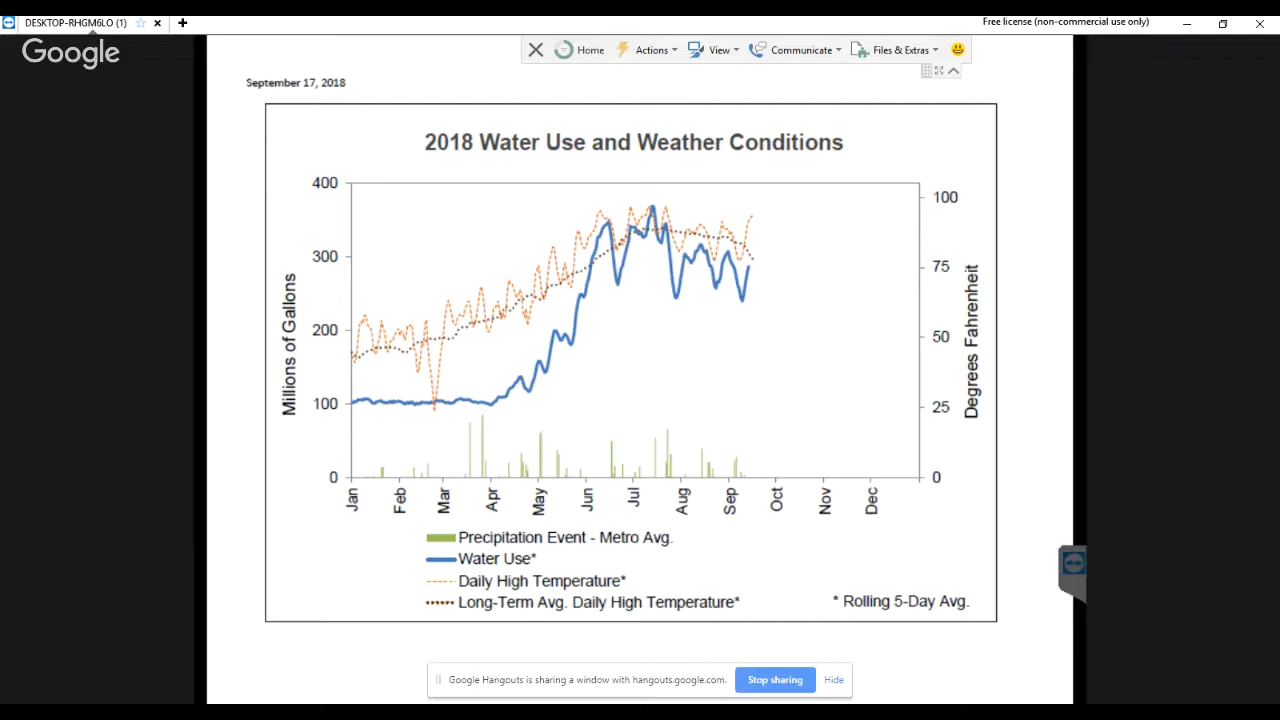 DESKTOP-RHGM6LO (1)
Free license (non-commercial use only)
Google
Home Actions View Communicate Files & Extras
September 17, 2018
2018 Water Use and Weather Conditions
400
300
200
100
0
Millions of Gallons
100
75
50
25
0
Degrees Fahrenheit
Jan Feb Mar Apr May Jun Jul Aug Sep Oct Nov Dec
Precipitation Event - Metro Avg.
Water Use*
Daily High Temperature*
Long-Term Avg. Daily High Temperature*
* Rolling 5-Day Avg.
Google Hangouts is sharing a window with hangouts.google.com. Stop sharing Hide